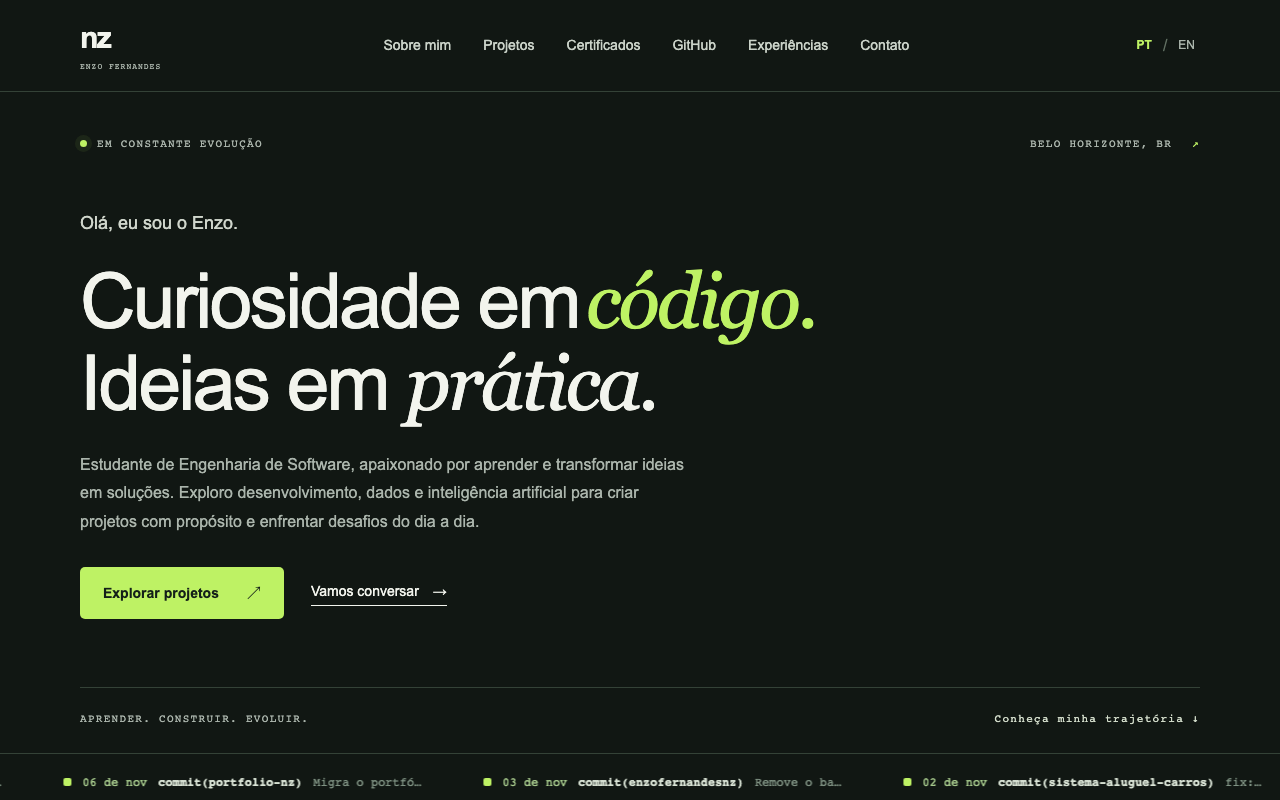 nz
ENZO FERNANDES
Sobre mim Projetos Certificados GitHub Experiências Contato
PT / EN
EM CONSTANTE EVOLUÇÃO
BELO HORIZONTE, BR ↗
Olá, eu sou o Enzo.
Curiosidade em código.
Ideias em prática.
Estudante de Engenharia de Software, apaixonado por aprender e transformar ideias
em soluções. Exploro desenvolvimento, dados e inteligência artificial para criar
projetos com propósito e enfrentar desafios do dia a dia.
Explorar projetos ↗
Vamos conversar →
APRENDER. CONSTRUIR. EVOLUIR.
Conheça minha trajetória ↓
06 de nov commit(portfolio-nz) Migra o portfó… 03 de nov commit(enzofernandesnz) Remove o ba… 02 de nov commit(sistema-aluguel-carros) fix:…